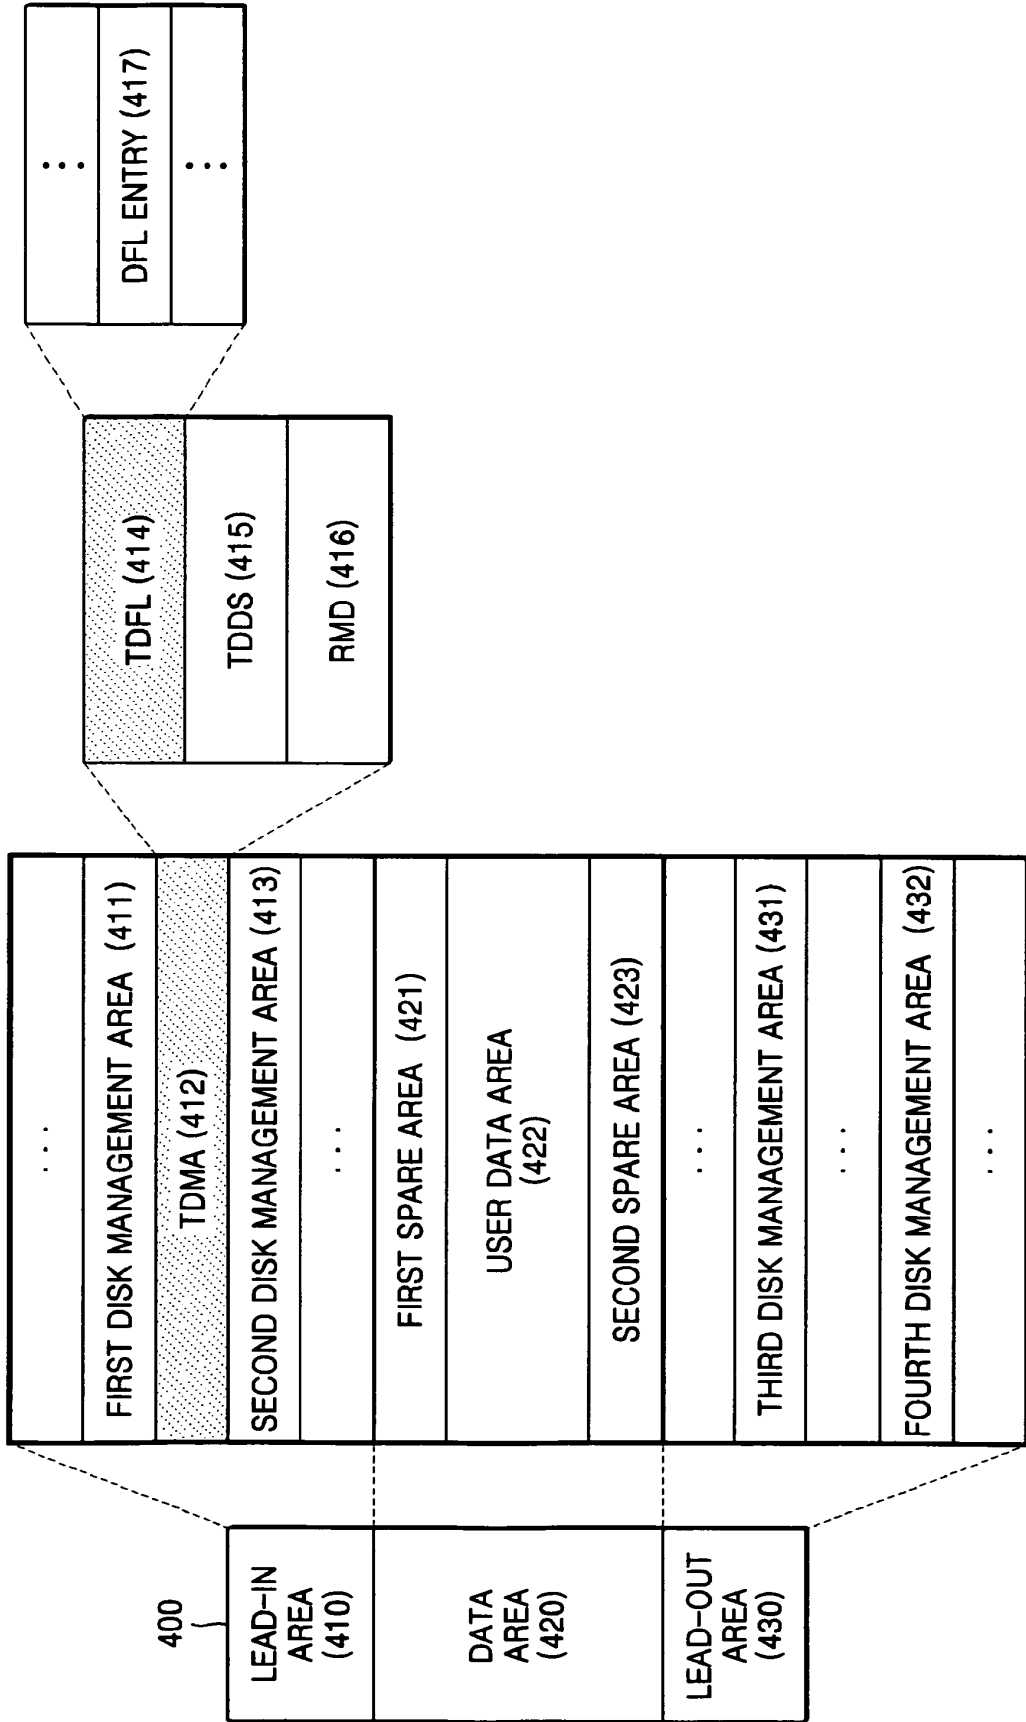 400
LEAD-IN
AREA
(410)
DATA
AREA
(420)
LEAD-OUT
AREA
(430)
...
FIRST DISK MANAGEMENT AREA (411)
TDMA (412)
SECOND DISK MANAGEMENT AREA (413)
...
FIRST SPARE AREA (421)
USER DATA AREA
(422)
SECOND SPARE AREA (423)
...
THIRD DISK MANAGEMENT AREA (431)
...
FOURTH DISK MANAGEMENT AREA (432)
...
TDFL (414)
TDDS (415)
RMD (416)
...
DFL ENTRY (417)
...